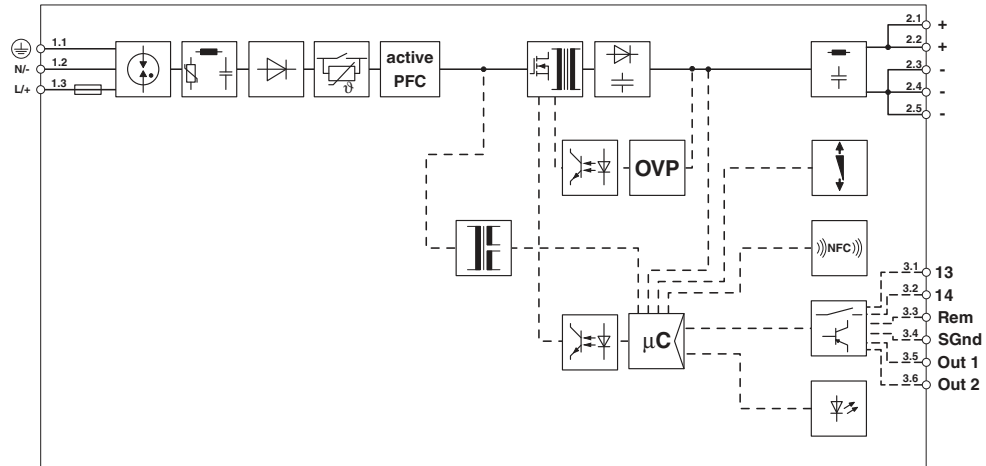 1.1
N/- 1.2
L/+ 1.3
active
PFC
2.1 +
2.2 +
2.3 -
2.4 -
2.5 -
ϑ
OVP
)))NFC)))
µC
3.1 13
3.2 14
3.3 Rem
3.4 SGnd
3.5 Out 1
3.6 Out 2